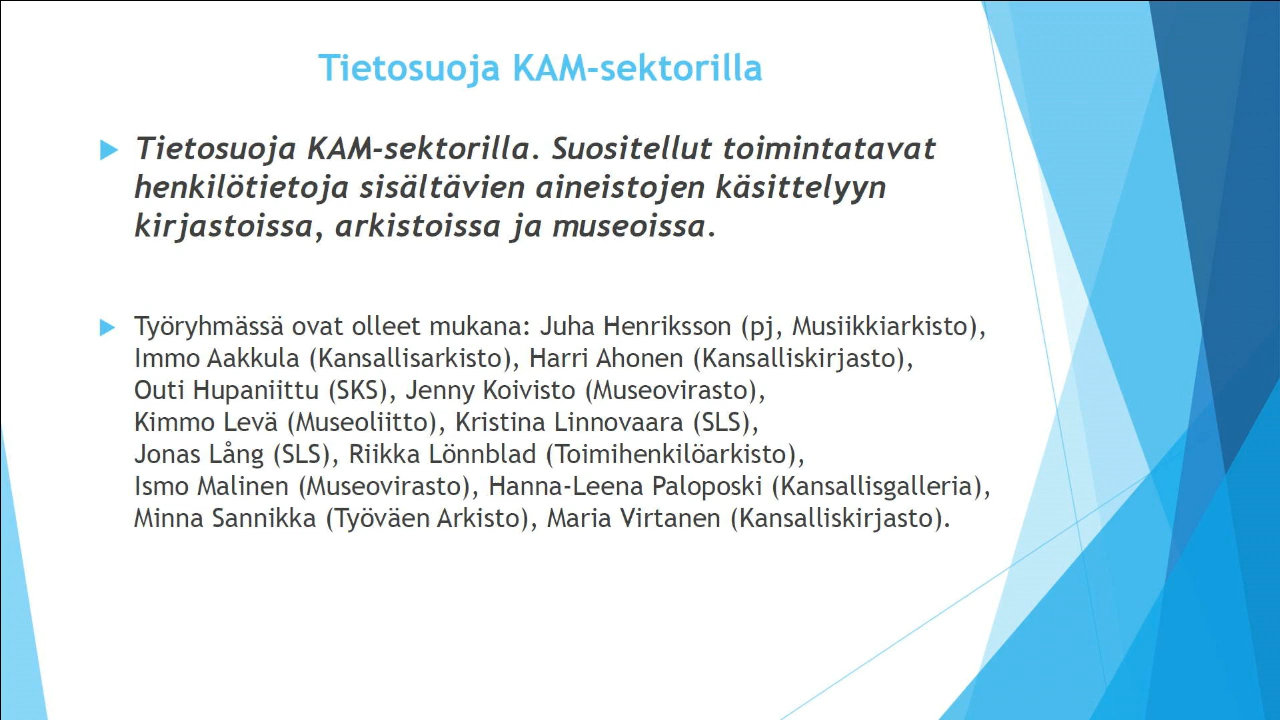 Tietosuoja KAM-sektorilla
Tietosuoja KAM-sektorilla. Suositellut toimintatavat
henkilötietoja sisältävien aineistojen käsittelyyn
kirjastoissa, arkistoissa ja museoissa.
Työryhmässä ovat olleet mukana: Juha Henriksson (pj, Musiikkiarkisto),
Immo Aakkula (Kansallisarkisto), Harri Ahonen (Kansalliskirjasto),
Outi Hupaniittu (SKS), Jenny Koivisto (Museovirasto),
Kimmo Levä (Museoliitto), Kristina Linnovaara (SLS),
Jonas Lång (SLS), Riikka Lönnblad (Toimihenkilöarkisto),
Ismo Malinen (Museovirasto), Hanna-Leena Paloposki (Kansallisgalleria),
Minna Sannikka (Työväen Arkisto), Maria Virtanen (Kansalliskirjasto).